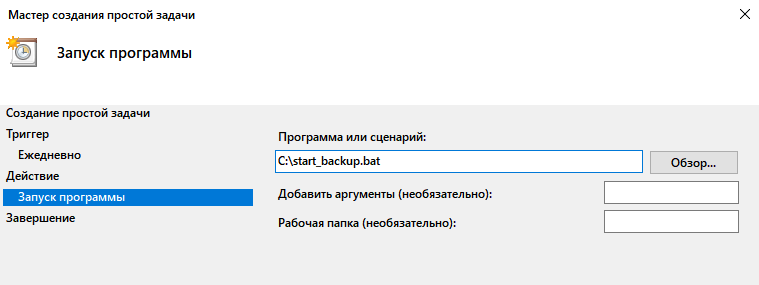 Мастер создания простой задачи
Запуск программы
Создание простой задачи
Триггер
Ежедневно
Действие
Запуск программы
Завершение
Программа или сценарий:
C:\start_backup.bat
Обзор...
Добавить аргументы (необязательно):
Рабочая папка (необязательно):